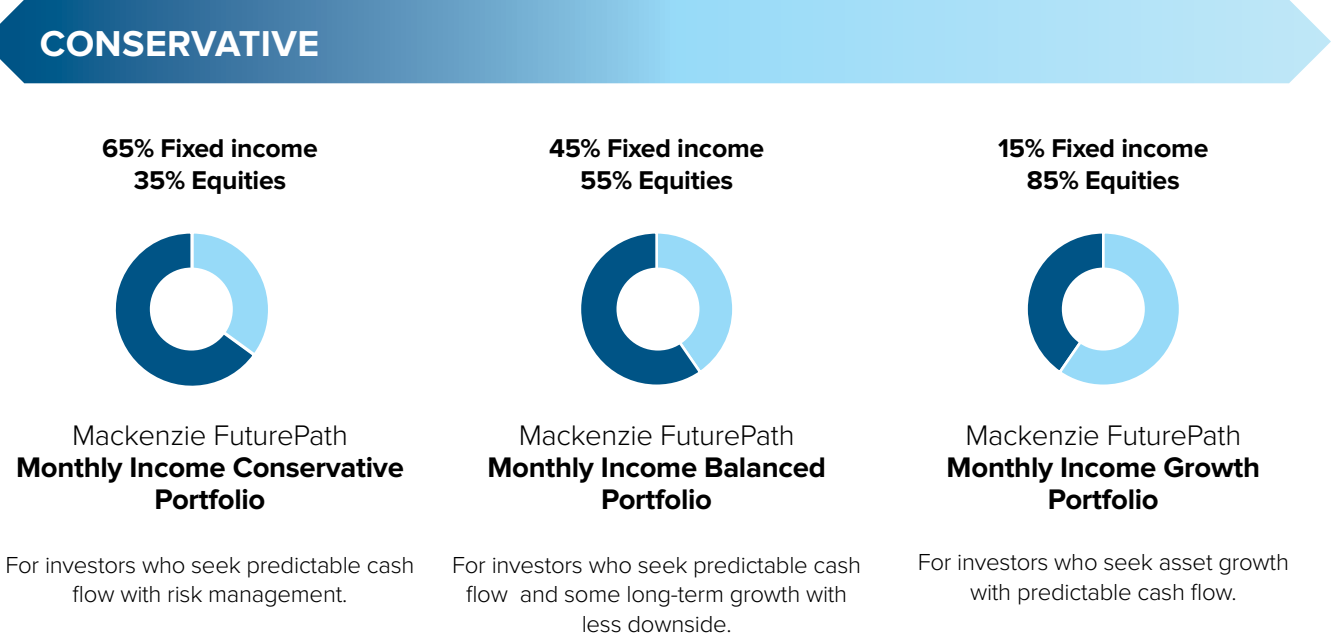 CONSERVATIVE
65% Fixed income
35% Equities
Mackenzie FuturePath
Monthly Income Conservative
Portfolio
For investors who seek predictable cash
flow with risk management.
45% Fixed income
55% Equities
Mackenzie FuturePath
Monthly Income Balanced
Portfolio
For investors who seek predictable cash
flow  and some long-term growth with
less downside.
15% Fixed income
85% Equities
Mackenzie FuturePath
Monthly Income Growth
Portfolio
For investors who seek asset growth
with predictable cash flow.